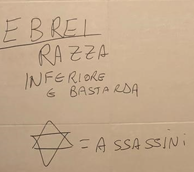 EBREI
RAZZA
INFERIORE
E BASTARDA
= ASSASSINI